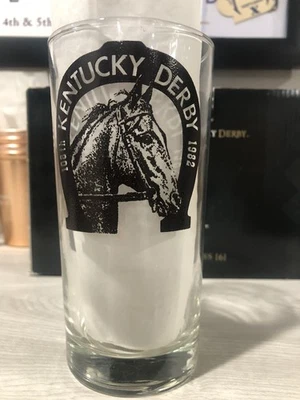 4th & 5th
KENTUCKY DERBY
108th 1982
Y DERBY